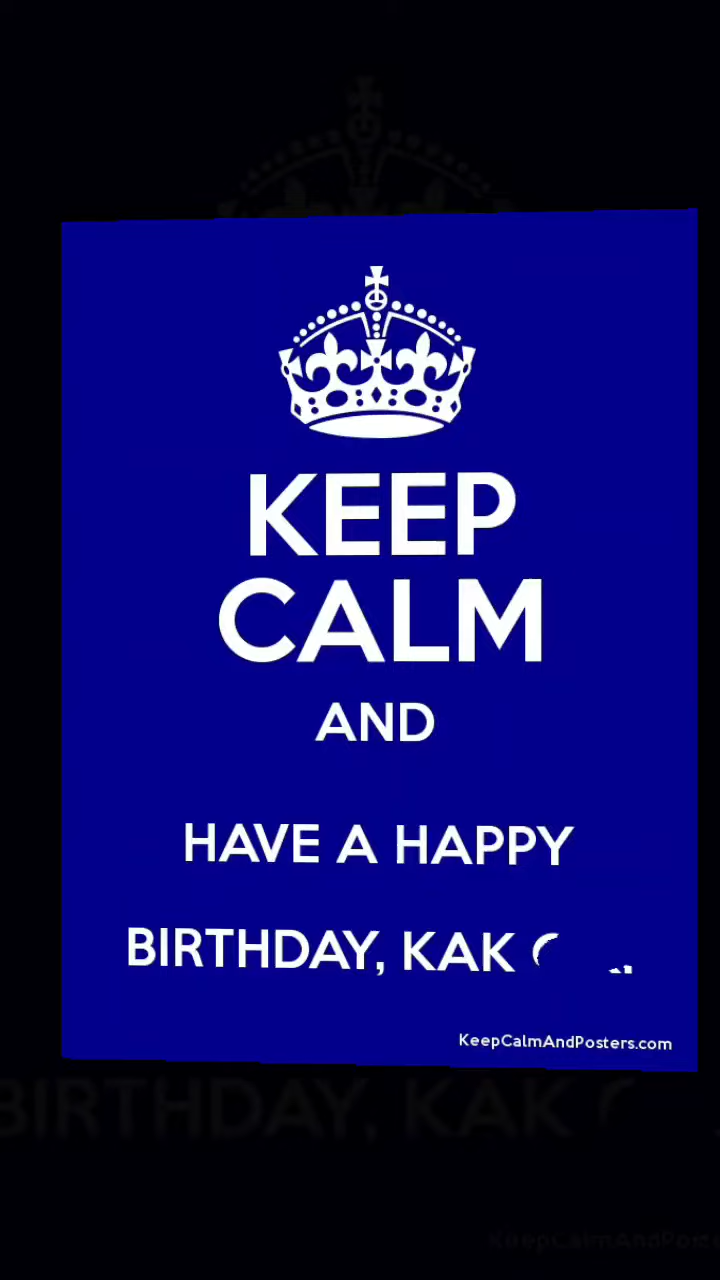 KEEP
CALM
AND
HAVE A HAPPY
BIRTHDAY, KAK
KeepCalmAndPosters.com